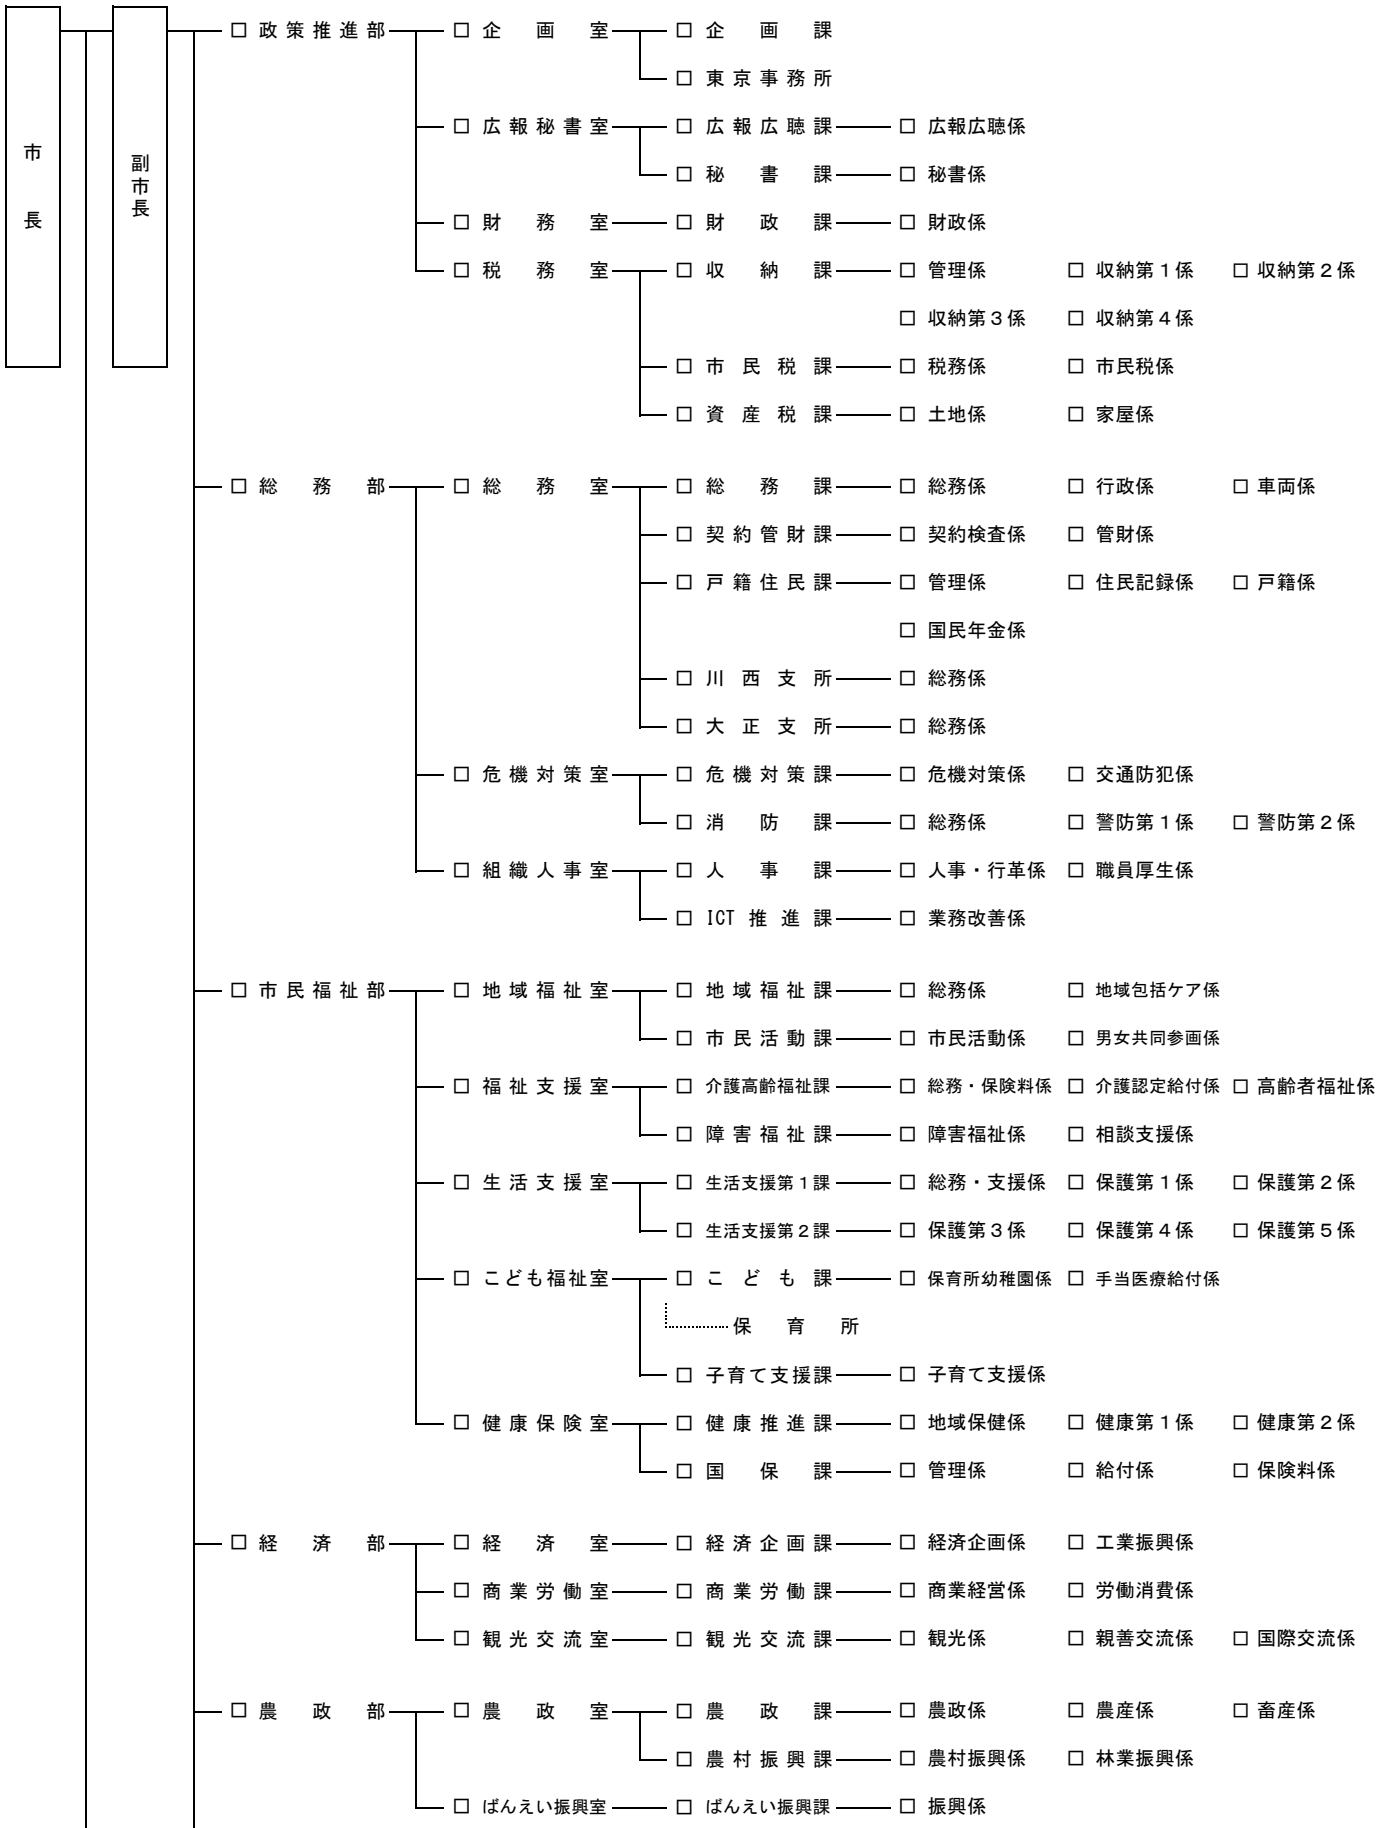 市長
副市長
□ 政策推進部 □ 企画室 □ 企画課
□ 東京事務所
□ 広報秘書室 □ 広報広聴課 □ 広報広聴係
□ 秘書課 □ 秘書係
□ 財務室 □ 財政課 □ 財政係
□ 税務室 □ 収納課 □ 管理係 □ 収納第１係 □ 収納第２係
□ 収納第３係 □ 収納第４係
□ 市民税課 □ 税務係 □ 市民税係
□ 資産税課 □ 土地係 □ 家屋係
□ 総務部 □ 総務室 □ 総務課 □ 総務係 □ 行政係 □ 車両係
□ 契約管財課 □ 契約検査係 □ 管財係
□ 戸籍住民課 □ 管理係 □ 住民記録係 □ 戸籍係
□ 国民年金係
□ 川西支所 □ 総務係
□ 大正支所 □ 総務係
□ 危機対策室 □ 危機対策課 □ 危機対策係 □ 交通防犯係
□ 消防課 □ 総務係 □ 警防第１係 □ 警防第２係
□ 組織人事室 □ 人事課 □ 人事・行革係 □ 職員厚生係
□ ICT推進課 □ 業務改善係
□ 市民福祉部 □ 地域福祉室 □ 地域福祉課 □ 総務係 □ 地域包括ケア係
□ 市民活動課 □ 市民活動係 □ 男女共同参画係
□ 福祉支援室 □ 介護高齢福祉課 □ 総務・保険料係 □ 介護認定給付係 □ 高齢者福祉係
□ 障害福祉課 □ 障害福祉係 □ 相談支援係
□ 生活支援室 □ 生活支援第１課 □ 総務・支援係 □ 保護第１係 □ 保護第２係
□ 生活支援第２課 □ 保護第３係 □ 保護第４係 □ 保護第５係
□ こども福祉室 □ こども課 □ 保育所幼稚園係 □ 手当医療給付係
保育所
□ 子育て支援課 □ 子育て支援係
□ 健康保険室 □ 健康推進課 □ 地域保健係 □ 健康第１係 □ 健康第２係
□ 国保課 □ 管理係 □ 給付係 □ 保険料係
□ 経済部 □ 経済室 □ 経済企画課 □ 経済企画係 □ 工業振興係
□ 商業労働室 □ 商業労働課 □ 商業経営係 □ 労働消費係
□ 観光交流室 □ 観光交流課 □ 観光係 □ 親善交流係 □ 国際交流係
□ 農政部 □ 農政室 □ 農政課 □ 農政係 □ 農産係 □ 畜産係
□ 農村振興課 □ 農村振興係 □ 林業振興係
□ ばんえい振興室 □ ばんえい振興課 □ 振興係